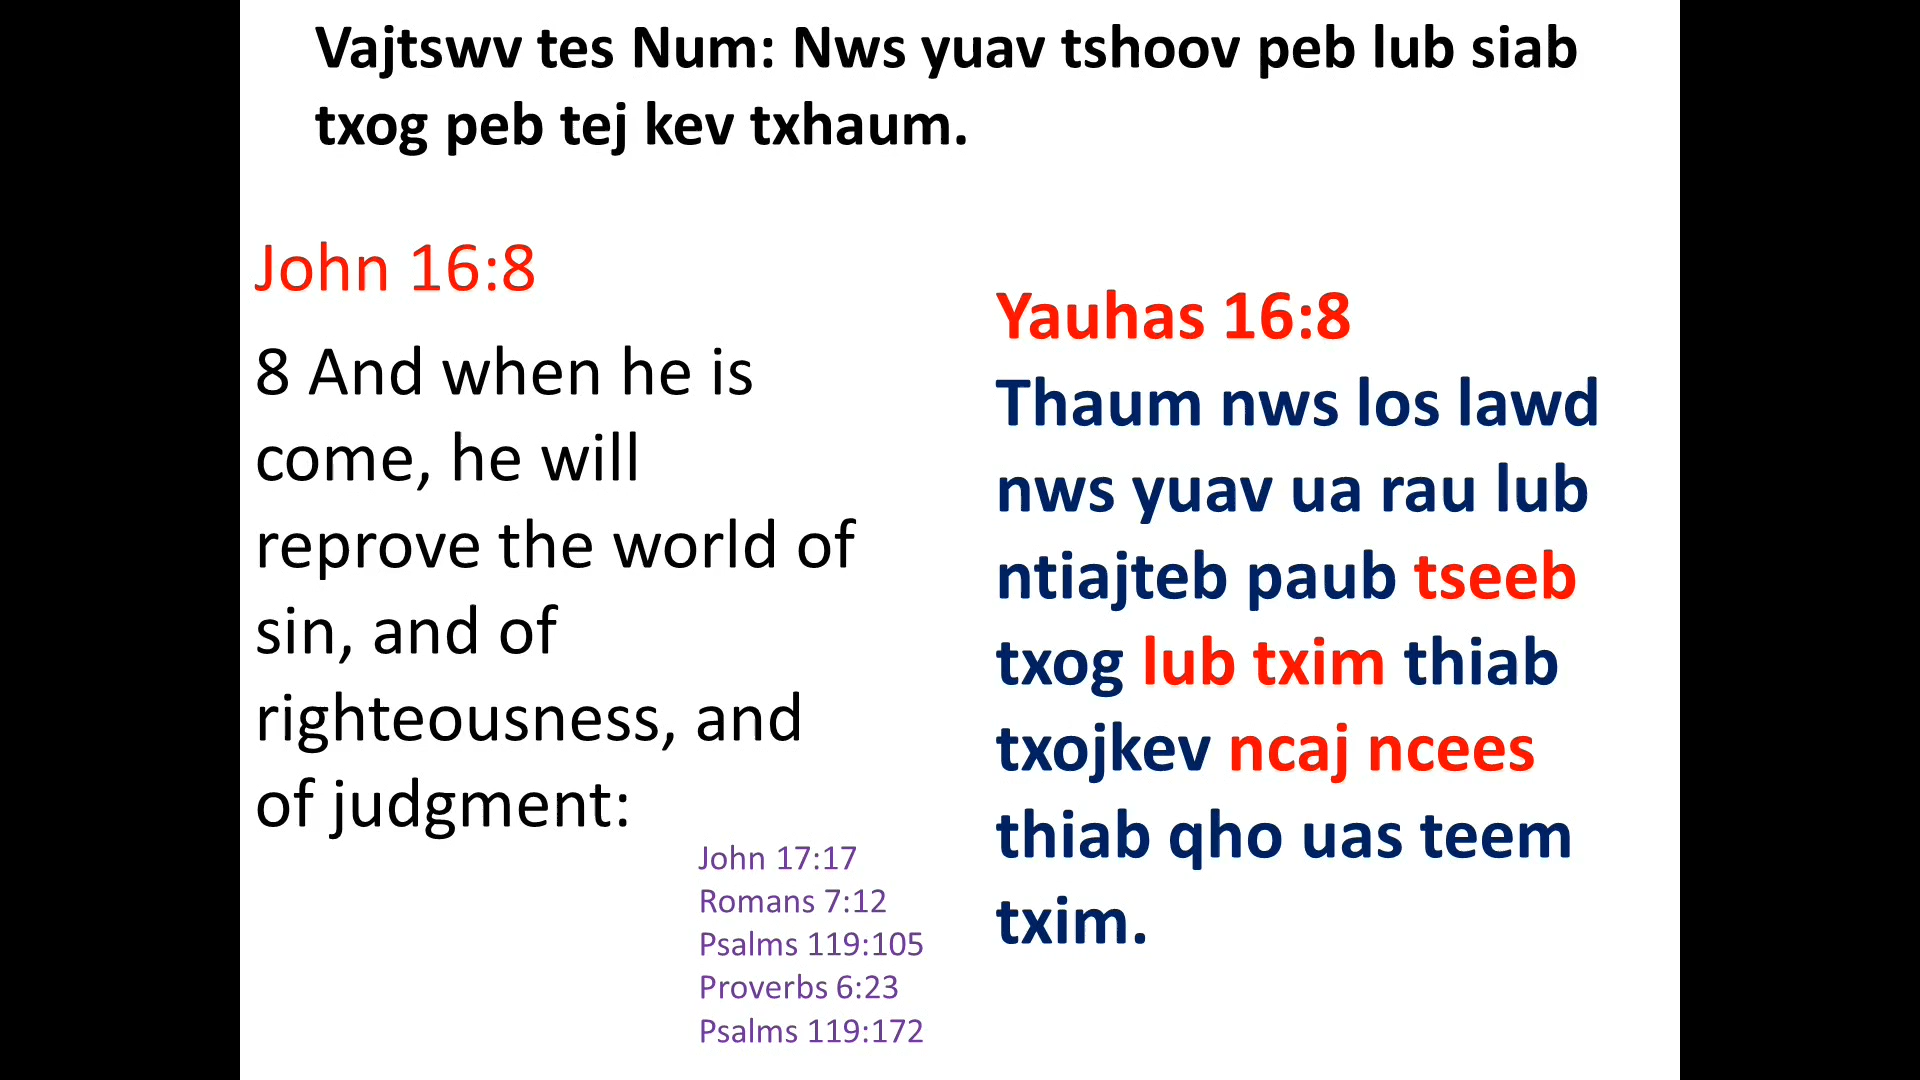 Vajtswv tes Num: Nws yuav tshoov peb lub siab
txog peb tej kev txhaum.
John 16:8
8 And when he is
come, he will
reprove the world of
sin, and of
righteousness, and
of judgment:
John 17:17
Romans 7:12
Psalms 119:105
Proverbs 6:23
Psalms 119:172
Yauhas 16:8
Thaum nws los lawd
nws yuav ua rau lub
ntiajteb paub tseeb
txog lub txim thiab
txojkev ncaj ncees
thiab qho uas teem
txim.